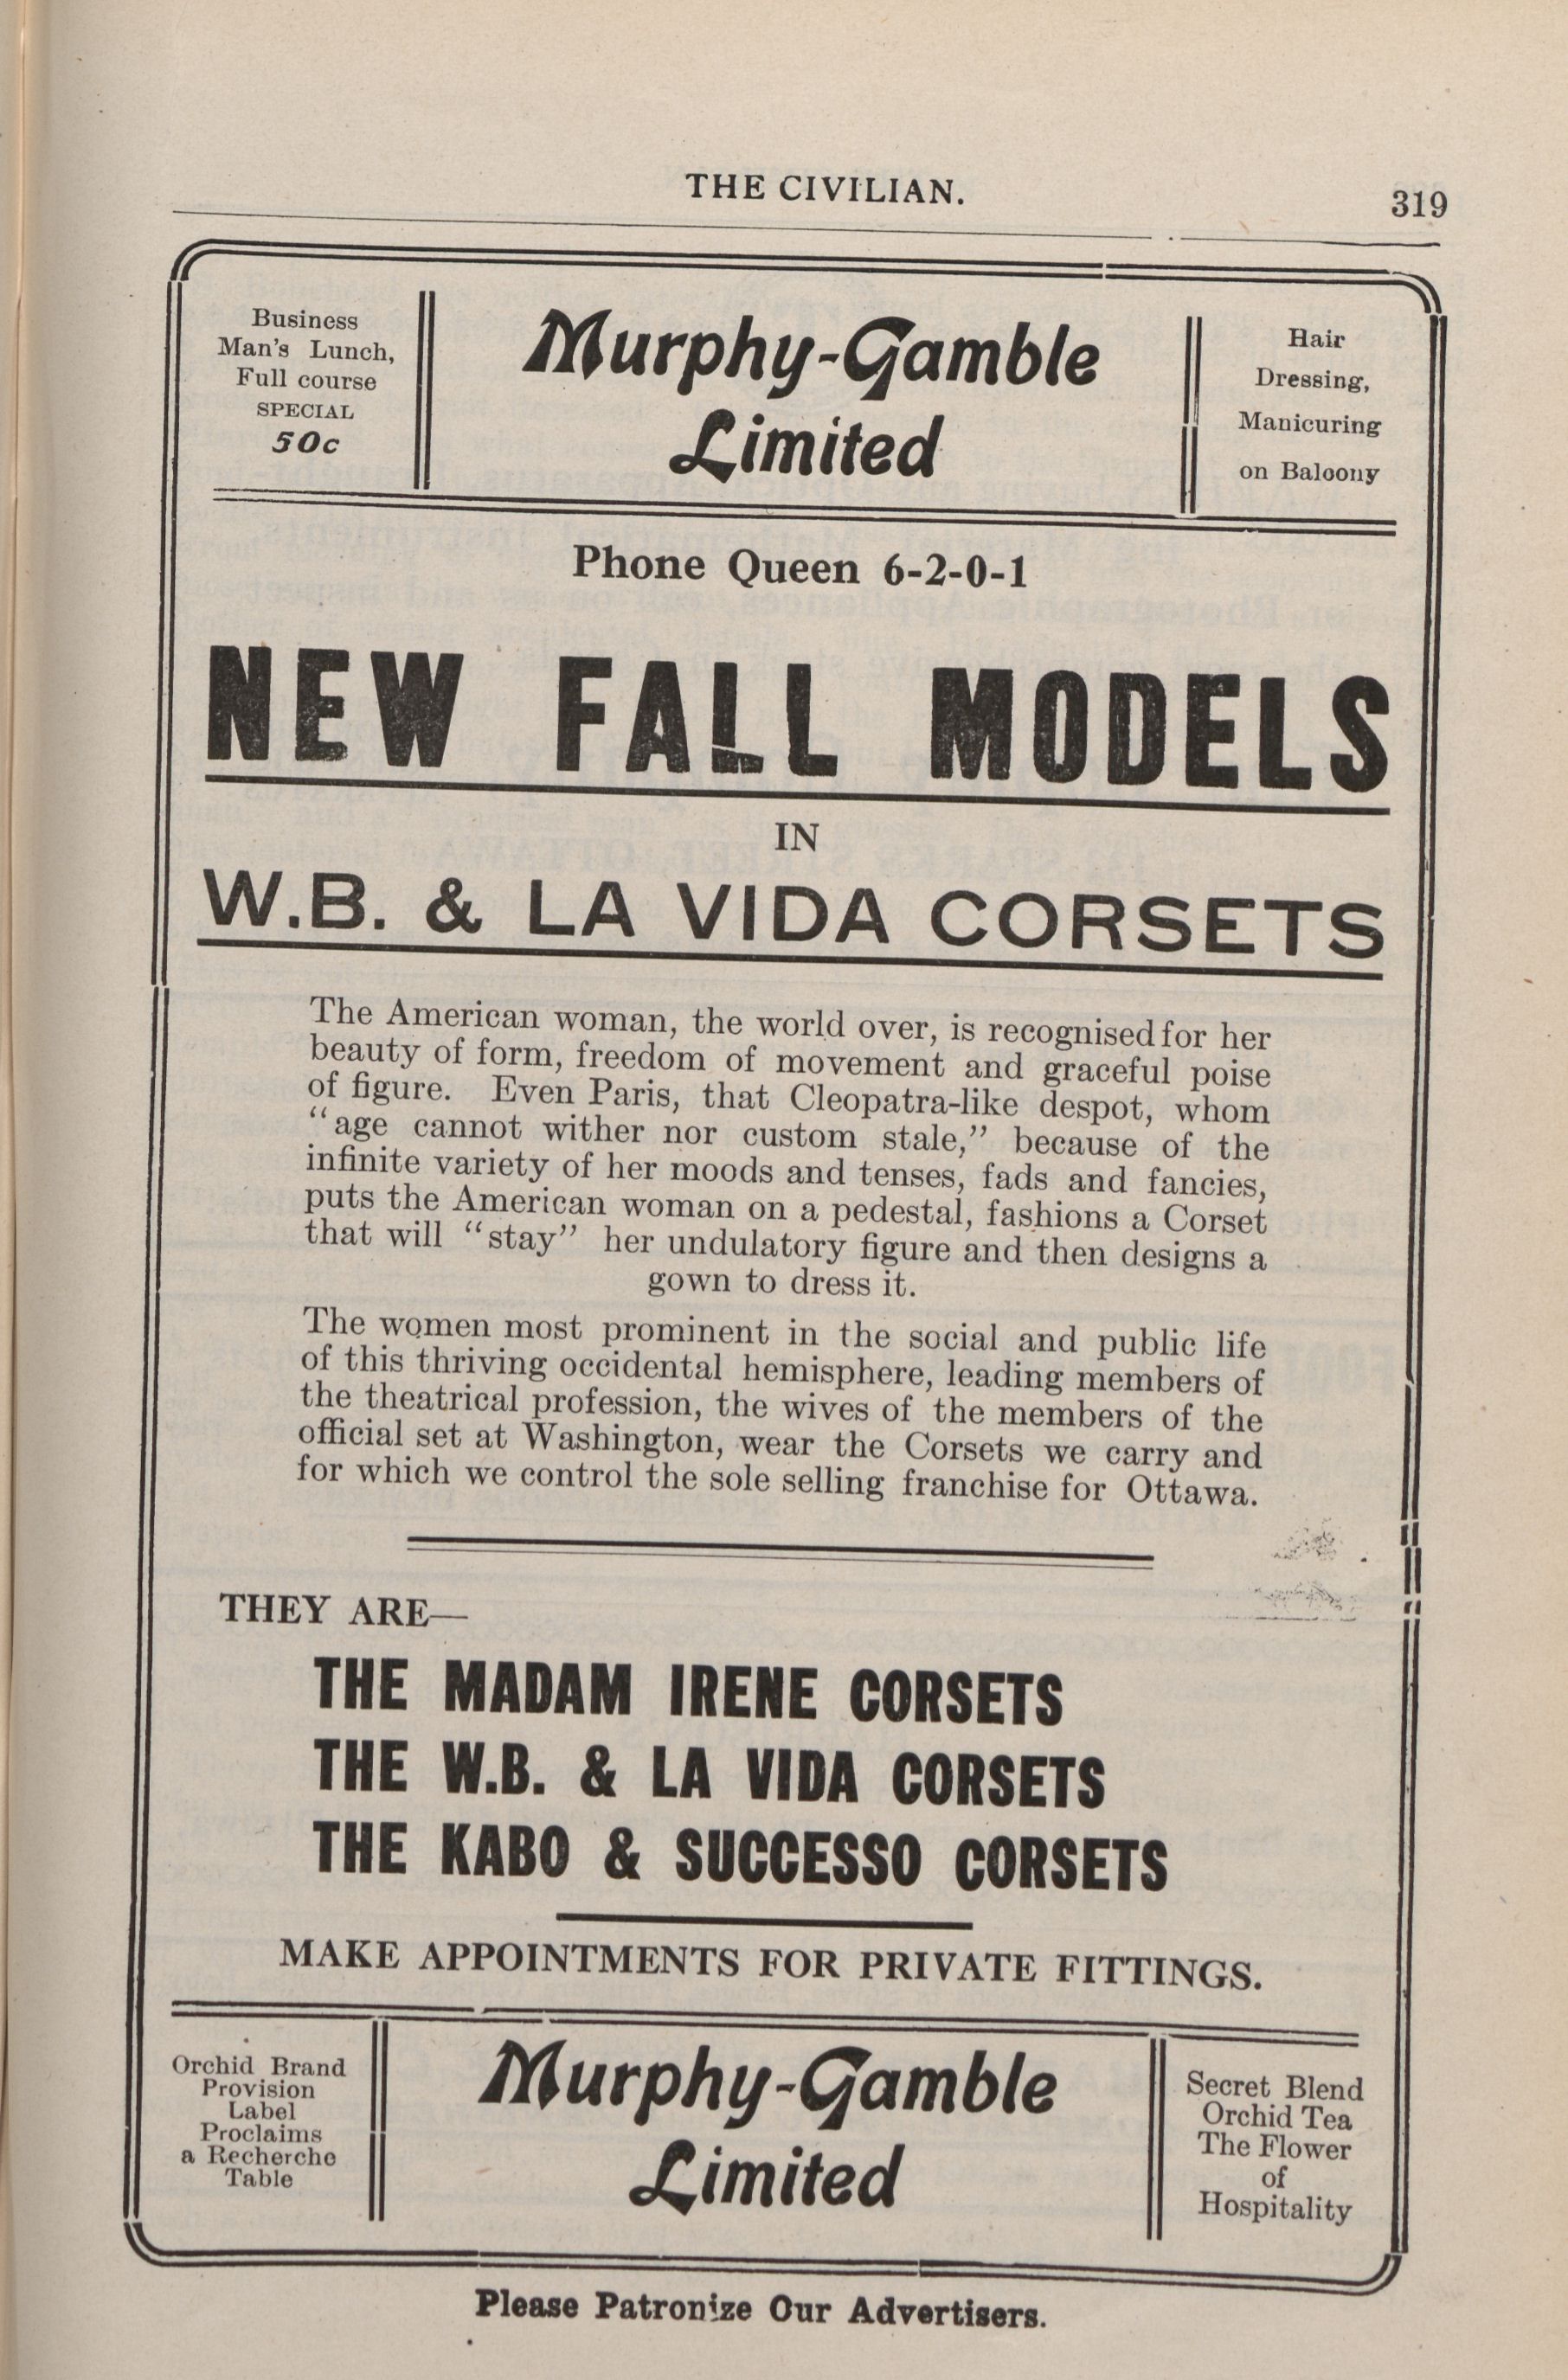 THE CIVILIAN.
319
Business
Man's Lunch,
Full course
SPECIAL
50c
Murphy-Gamble
Limited
Hair
Dressing,
Manicuring
on Balcony
Phone Queen 6-2-0-1
NEW FALL MODELS
IN
W.B. & LA VIDA CORSETS
The American woman, the world over, is recognised for her
beauty of form, freedom of movement and graceful poise
of figure. Even Paris, that Cleopatra-like despot, whom
“age cannot wither nor custom stale,” because of the
infinite variety of her moods and tenses, fads and fancies,
puts the American woman on a pedestal, fashions a Corset
that will “stay” her undulatory figure and then designs a
gown to dress it.
The women most prominent in the social and public life
of this thriving occidental hemisphere, leading members of
the theatrical profession, the wives of the members of the
official set at Washington, wear the Corsets we carry and
for which we control the sole selling franchise for Ottawa.
THEY ARE—
THE MADAM IRENE CORSETS
THE W.B. & LA VIDA CORSETS
THE KABO & SUCCESSO CORSETS
MAKE APPOINTMENTS FOR PRIVATE FITTINGS.
Orchid Brand
Provision
Label
Proclaims
a Recherche
Table
Murphy-Gamble
Limited
Secret Blend
Orchid Tea
The Flower
of
Hospitality
Please Patronize Our Advertisers.